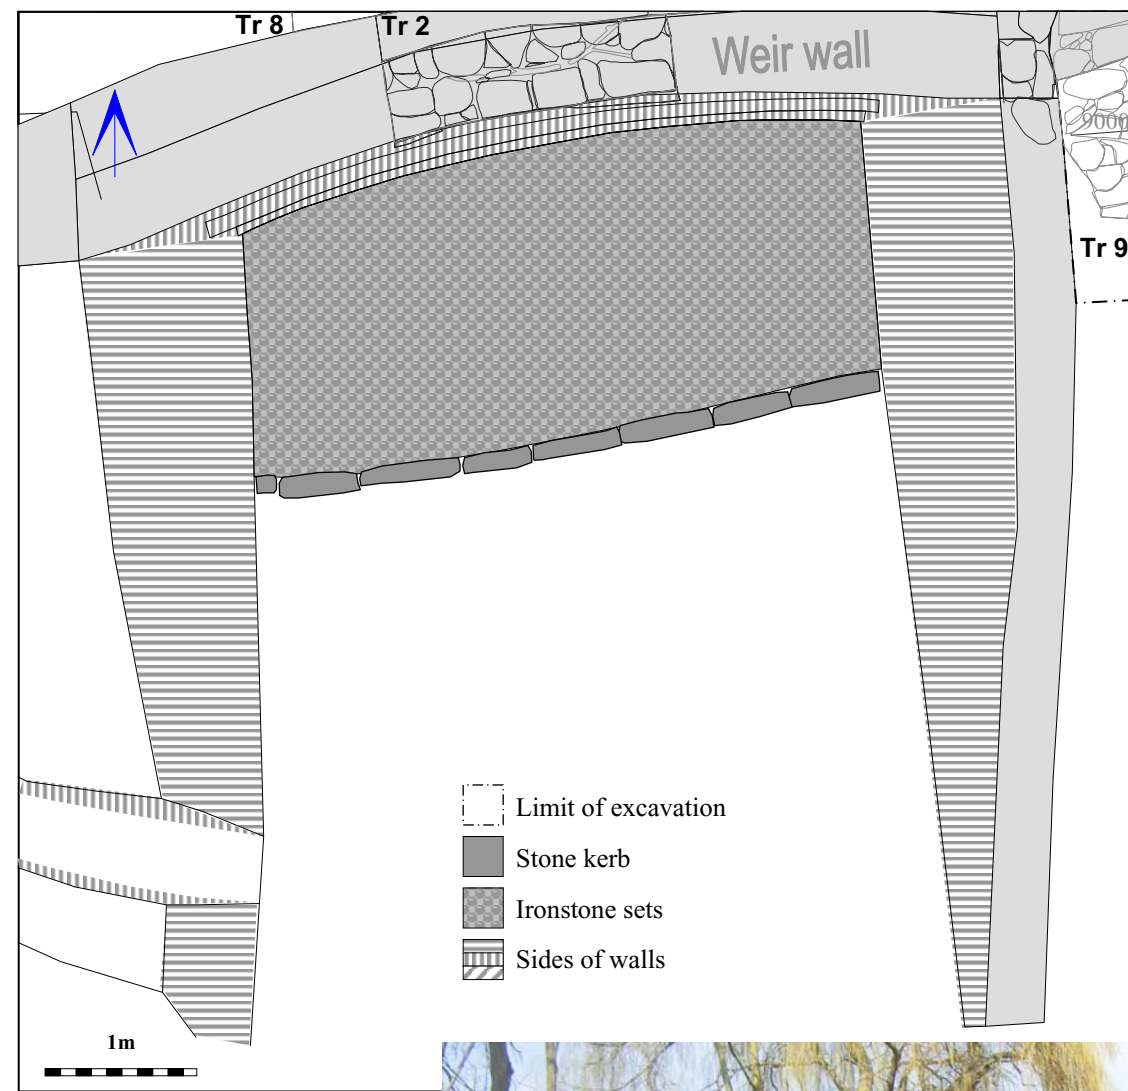 Tr 8
Tr 2
Weir wall
9000
Tr 9
Limit of excavation
Stone kerb
Ironstone sets
Sides of walls
1m